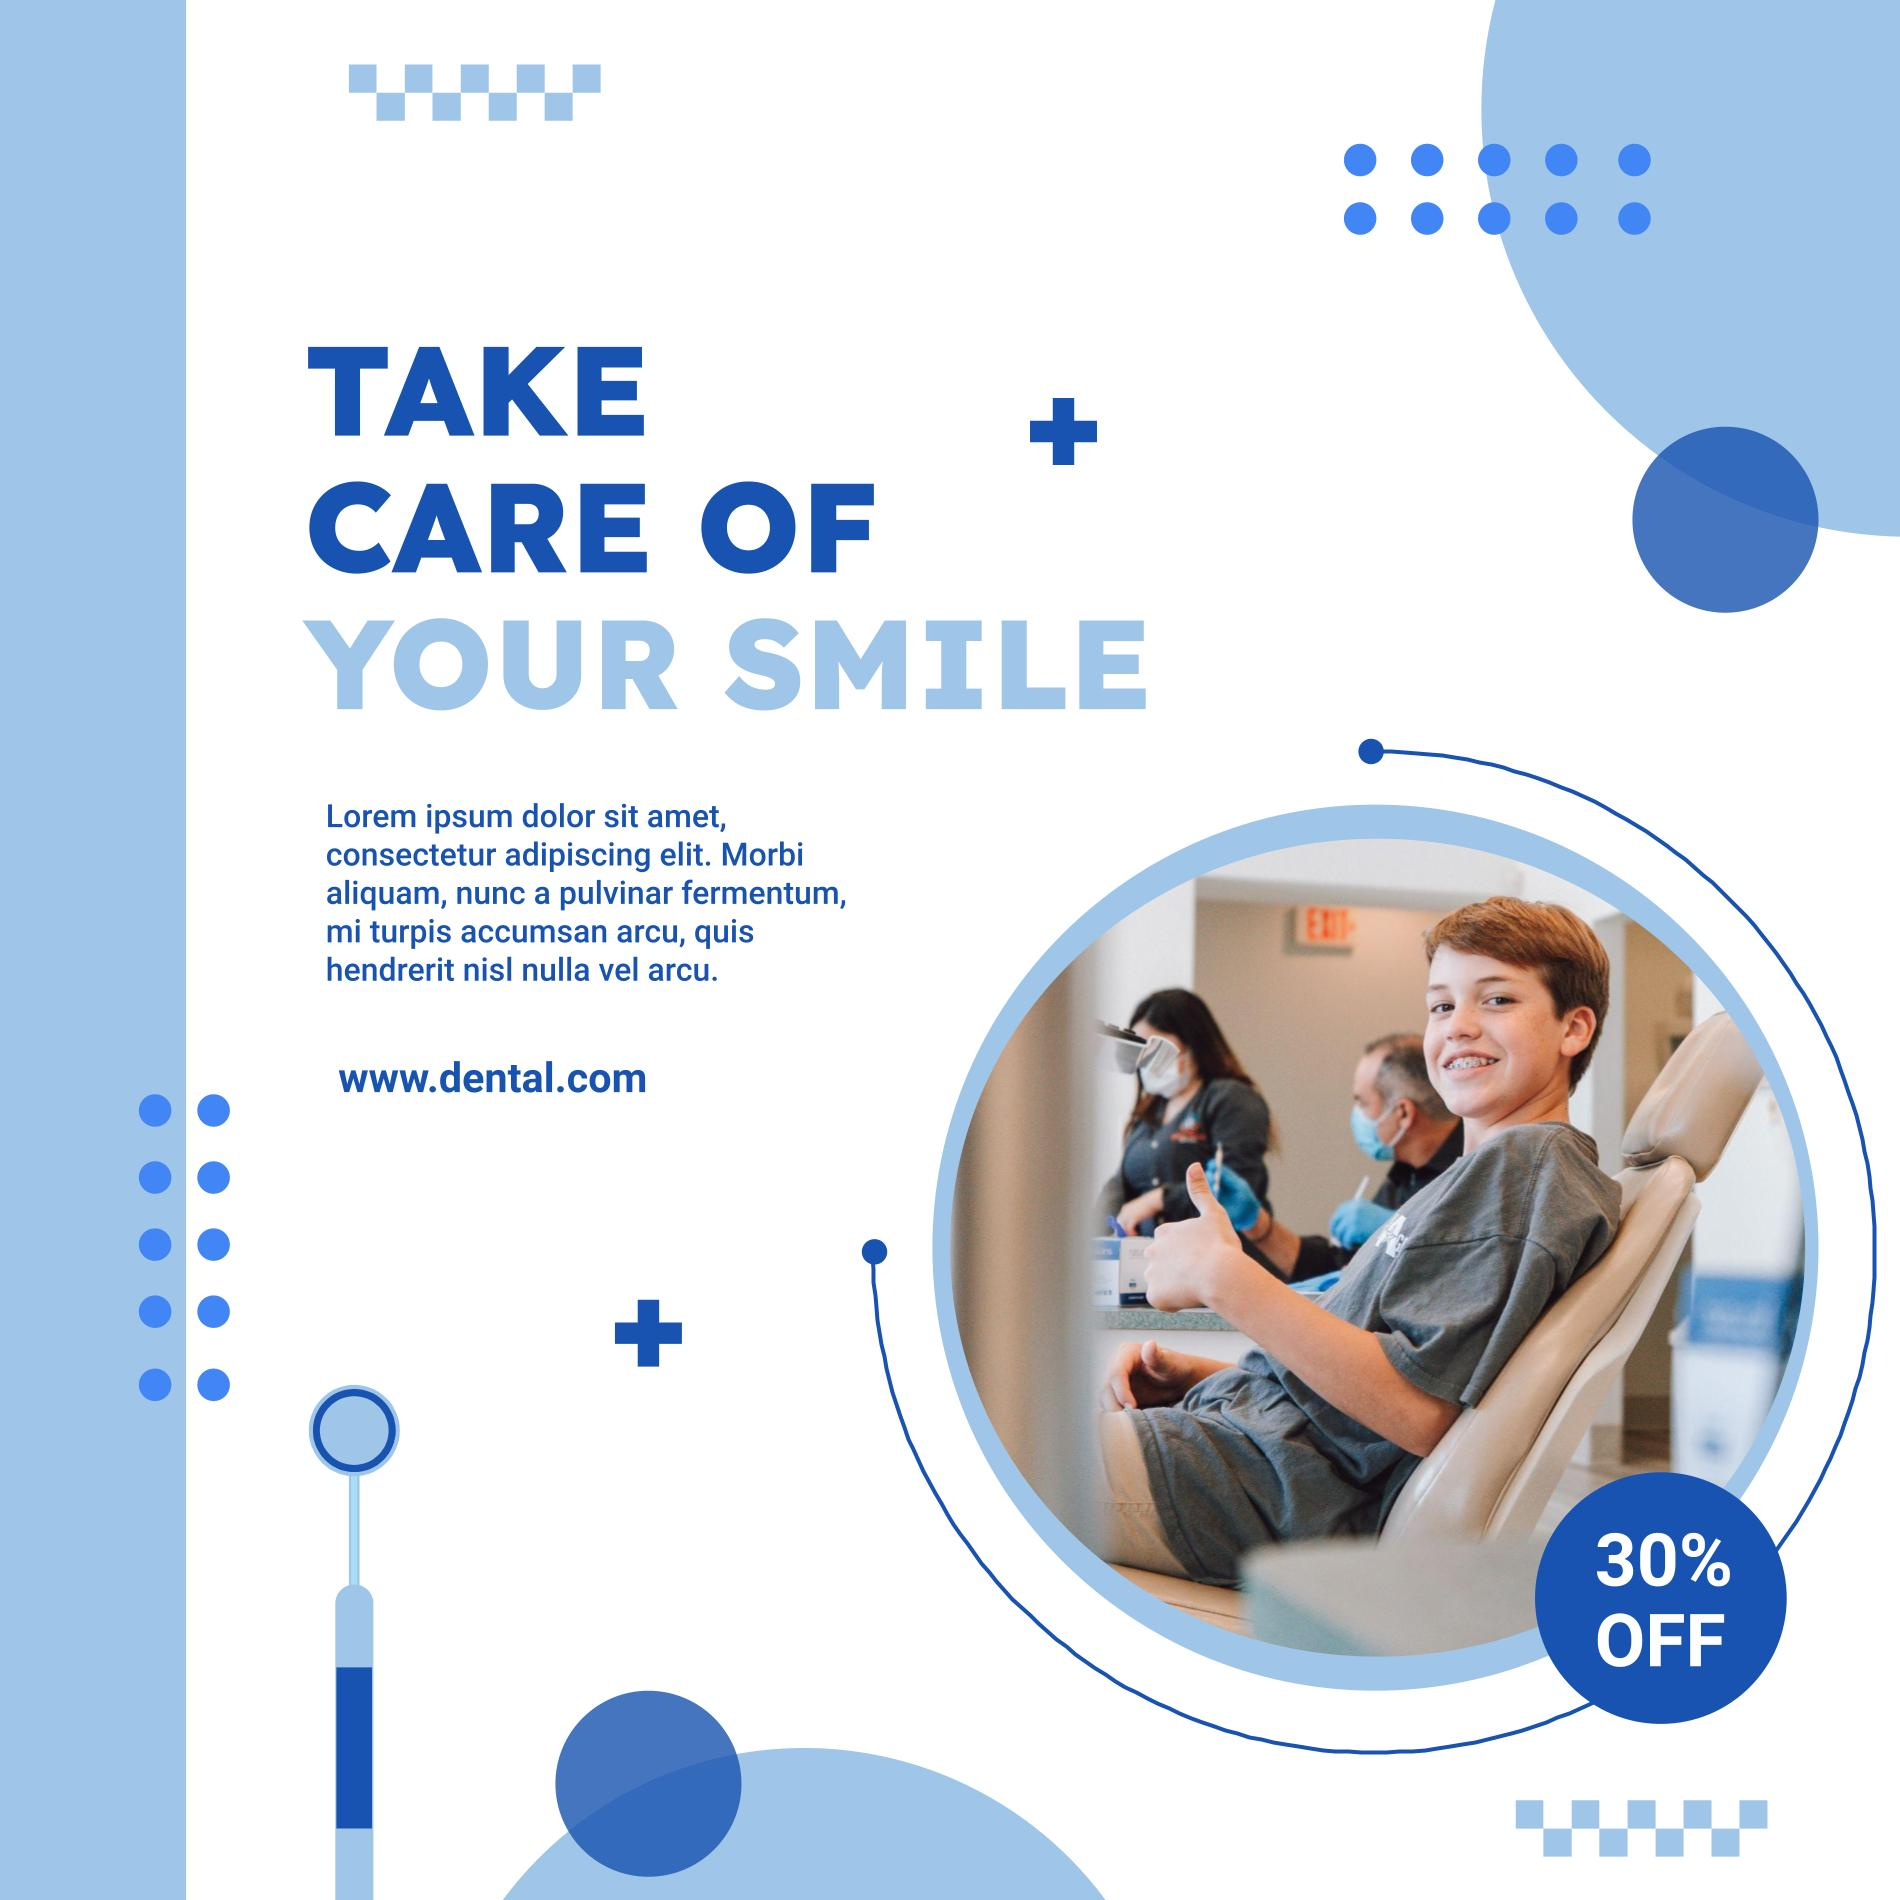 TAKE
CARE OF
YOUR SMILE
Lorem ipsum dolor sit amet,
consectetur adipiscing elit. Morbi
aliquam, nunc a pulvinar fermentum,
mi turpis accumsan arcu, quis
hendrerit nisl nulla vel arcu.
www.dental.com
EXIT
30%
OFF